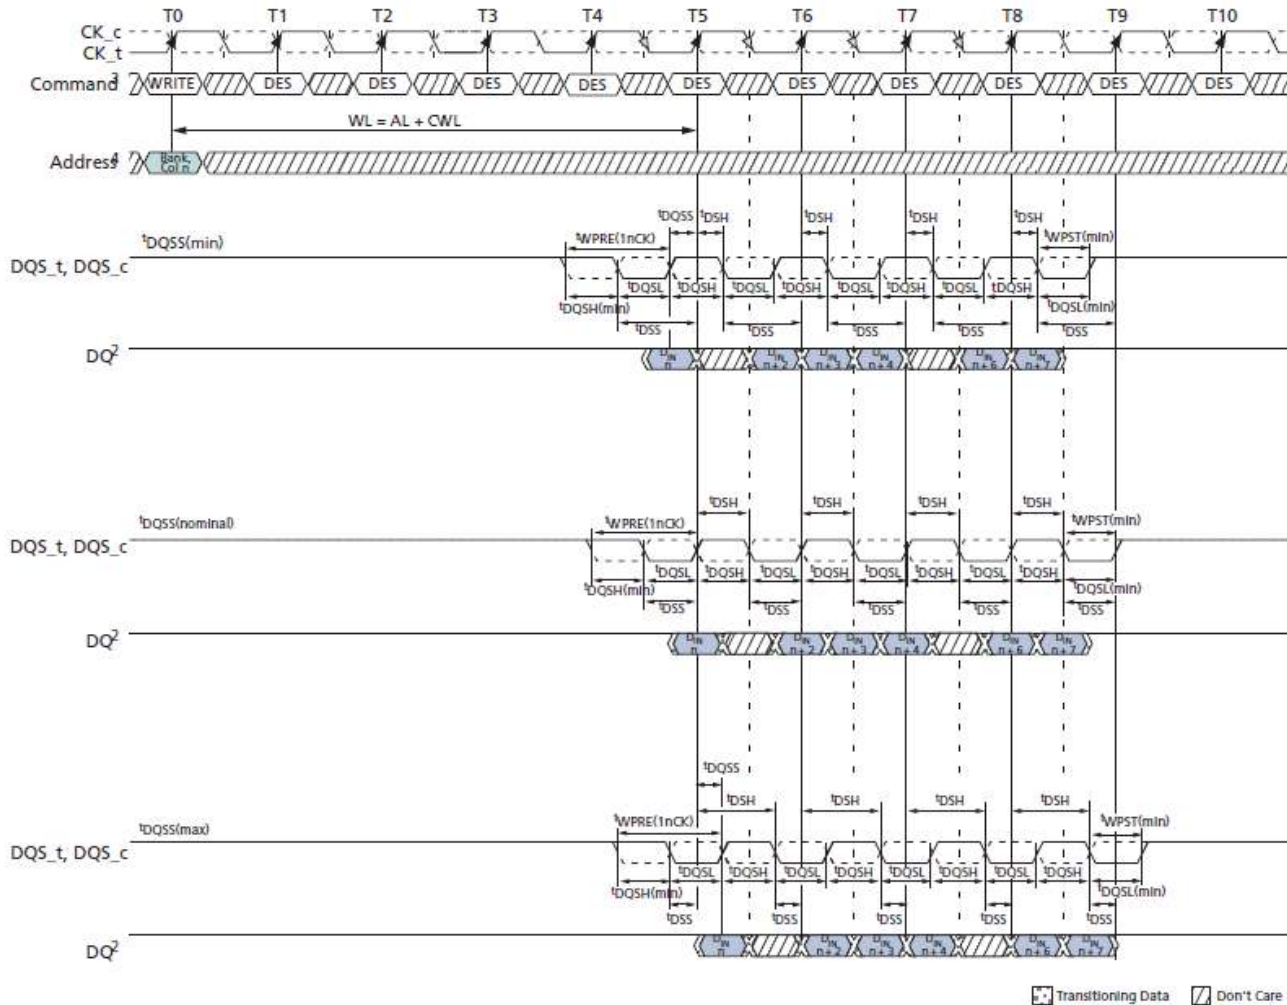 T0 T1 T2 T3 T4 T5 T6 T7 T8 T9 T10
CK_c
CK_t
Command3 WRITE DES DES DES DES DES DES DES DES DES DES
WL = AL + CWL
Address4 Bank, Col n
tDQSS tDSH tDSH tDSH tDSH
tDQSS(min) tWPRE(1nCK) tWPST(min)
DQS_t, DQS_c
tDQSL tDQSH tDQSL tDQSH tDQSL tDQSH tDQSL tDQSH
tDQSH(min) tDQSL(min)
tDSS tDSS tDSS tDSS tDSS
DQ2 DIN n DIN n + 2 DIN n + 3 DIN n + 4 DIN n + 6 DIN n + 7
tDSH tDSH tDSH tDSH
tDQSS(nominal) tWPRE(1nCK) tWPST(min)
DQS_t, DQS_c
tDQSL tDQSH tDQSL tDQSH tDQSL tDQSH tDQSL tDQSH
tDQSH(min) tDQSL(min)
tDSS tDSS tDSS tDSS tDSS
DQ2 DIN n DIN n + 2 DIN n + 3 DIN n + 4 DIN n + 6 DIN n + 7
tDQSS
tDSH tDSH tDSH tDSH
tDQSS(max) tWPRE(1nCK) tWPST(min)
DQS_t, DQS_c
tDQSL tDQSH tDQSL tDQSH tDQSL tDQSH tDQSL tDQSH
tDQSH(min) tDQSL(min)
tDSS tDSS tDSS tDSS tDSS
DQ2 DIN n DIN n + 2 DIN n + 3 DIN n + 4 DIN n + 6 DIN n + 7
Transitioning Data Don't Care